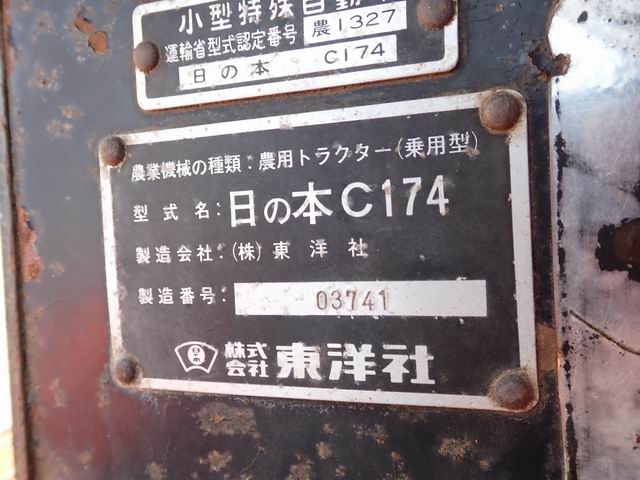 小型特殊自動
運輸省型式認定番号 農1327
日の本 C174
農業機械の種類:農用トラクター(乗用型)
型式名:日の本C174
製造会社:(株)東洋社
製造番号: 03741
日の本 株式会社 東洋社